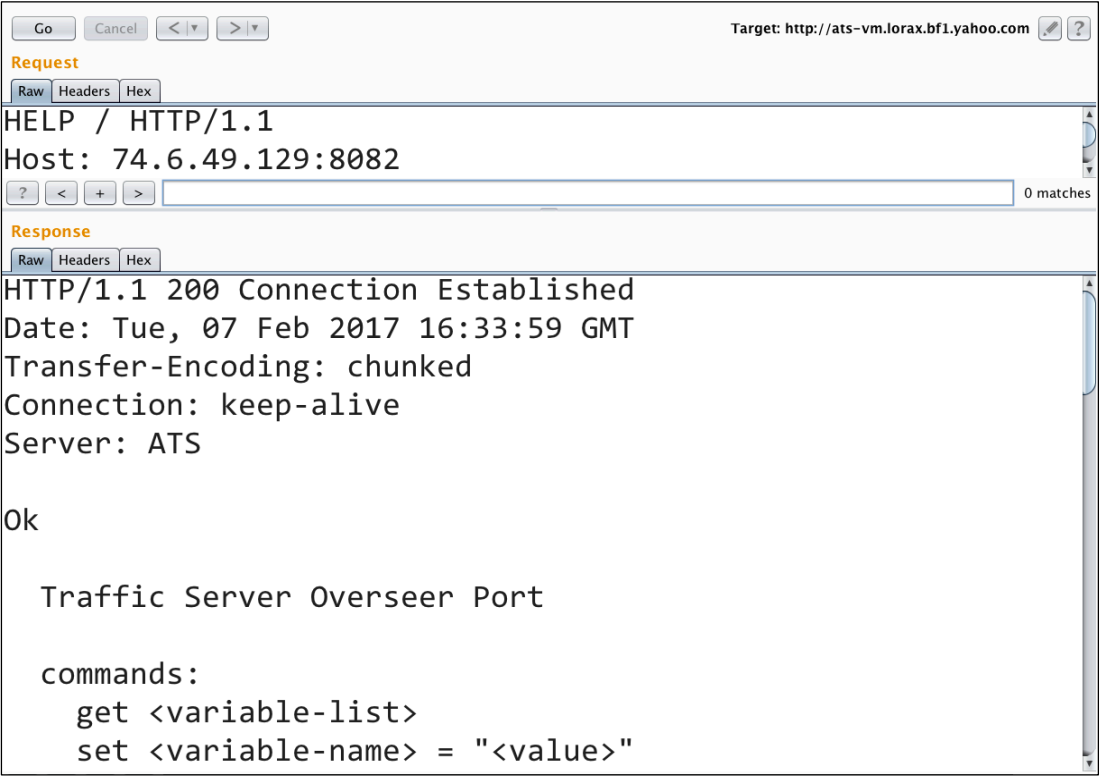 Go Cancel < > Target: http://ats-vm.lorax.bf1.yahoo.com ?
Request
Raw Headers Hex
HELP / HTTP/1.1
Host: 74.6.49.129:8082
? < + > 0 matches
Response
Raw Headers Hex
HTTP/1.1 200 Connection Established
Date: Tue, 07 Feb 2017 16:33:59 GMT
Transfer-Encoding: chunked
Connection: keep-alive
Server: ATS
Ok
Traffic Server Overseer Port
commands:
get <variable-list>
set <variable-name> = "<value>"